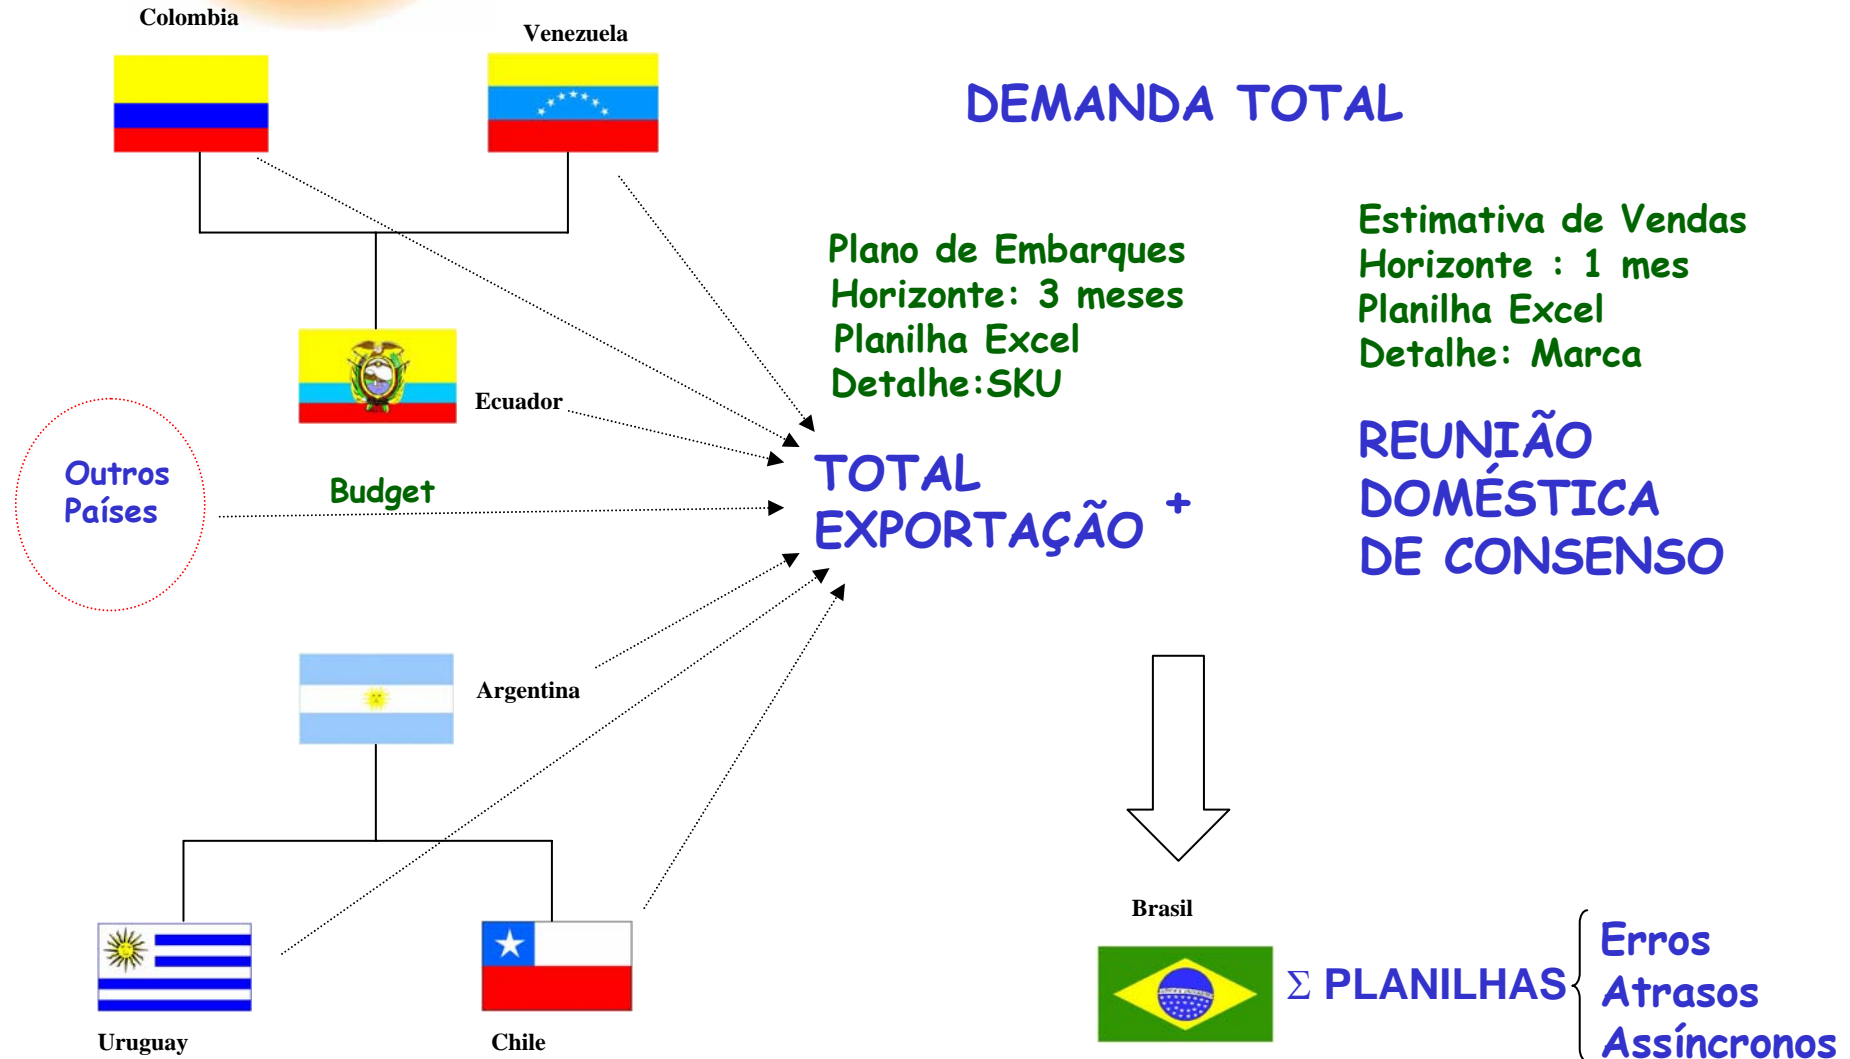 Colombia
Venezuela
DEMANDA TOTAL
Plano de Embarques
Horizonte: 3 meses
Planilha Excel
Detalhe:SKU
Estimativa de Vendas
Horizonte : 1 mes
Planilha Excel
Detalhe: Marca
Ecuador
Outros
Países
Budget
TOTAL
EXPORTAÇÃO
+
REUNIÃO
DOMÉSTICA
DE CONSENSO
Argentina
Uruguay
Chile
Brasil
Σ PLANILHAS
Erros
Atrasos
Assíncronos